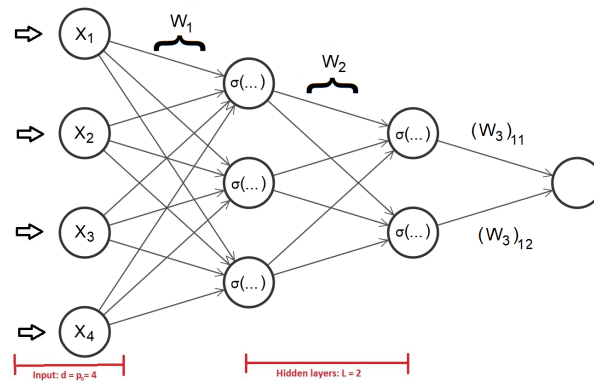 W₁
W₂
X₁
X₂
X₃
X₄
σ(...)
σ(...)
σ(...)
σ(...)
σ(...)
(W₃)₁₁
(W₃)₁₂
Input: d = p₀= 4
Hidden layers: L = 2